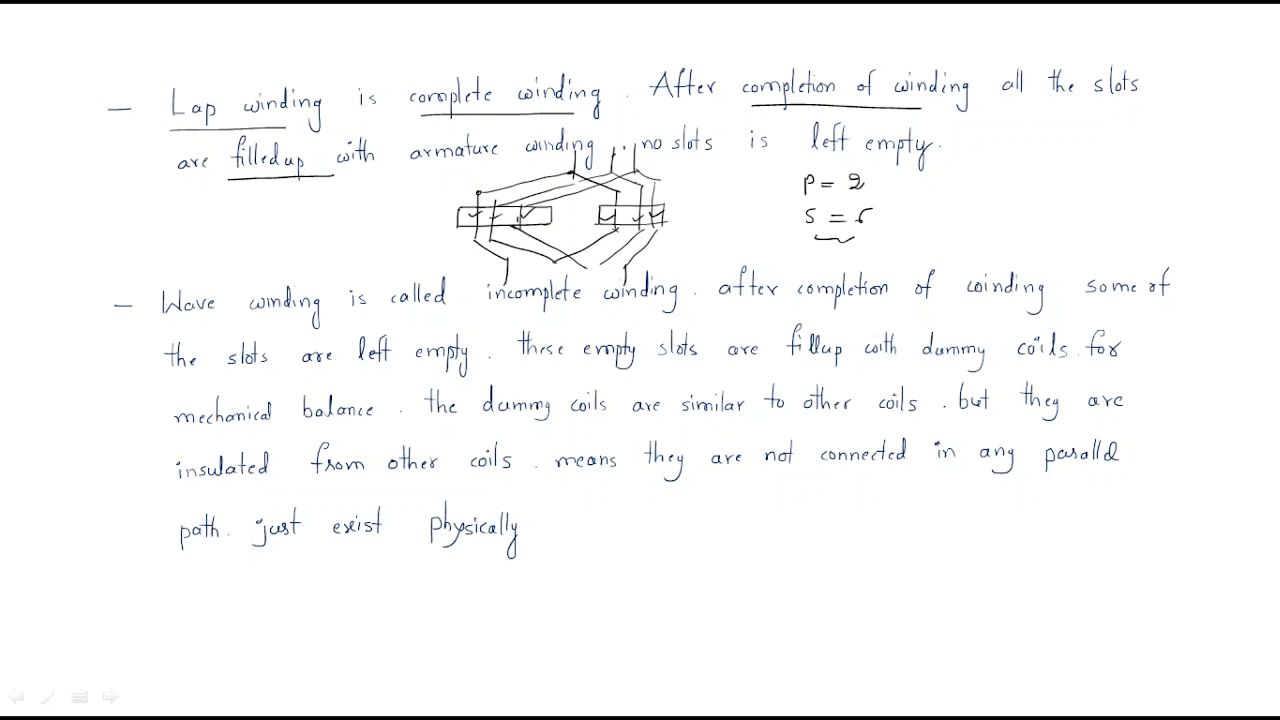 – Lap winding is complete winding. After completion of winding all the slots
are filledup with armature winding. no slots is left empty.
P = 2
S = 6
– Wave winding is called incomplete winding. after completion of winding some of
the slots are left empty. these empty slots are fillup with dummy coils for
mechanical balance. the dummy coils are similar to other coils. but they are
insulated from other coils. means they are not connected in any parallel
path. just exist physically